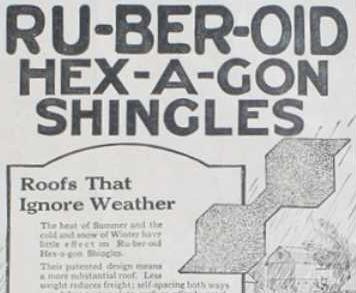 RU-BER-OID
HEX-A-GON
SHINGLES
Roofs That
Ignore Weather
The heat of Summer and the
cold and snow of Winter have
little effect on Ru-ber-oid
Hex-a-gon Shingles.
Their patented design means
a more substantial roof. Less
weight reduces freight; self-spacing both ways